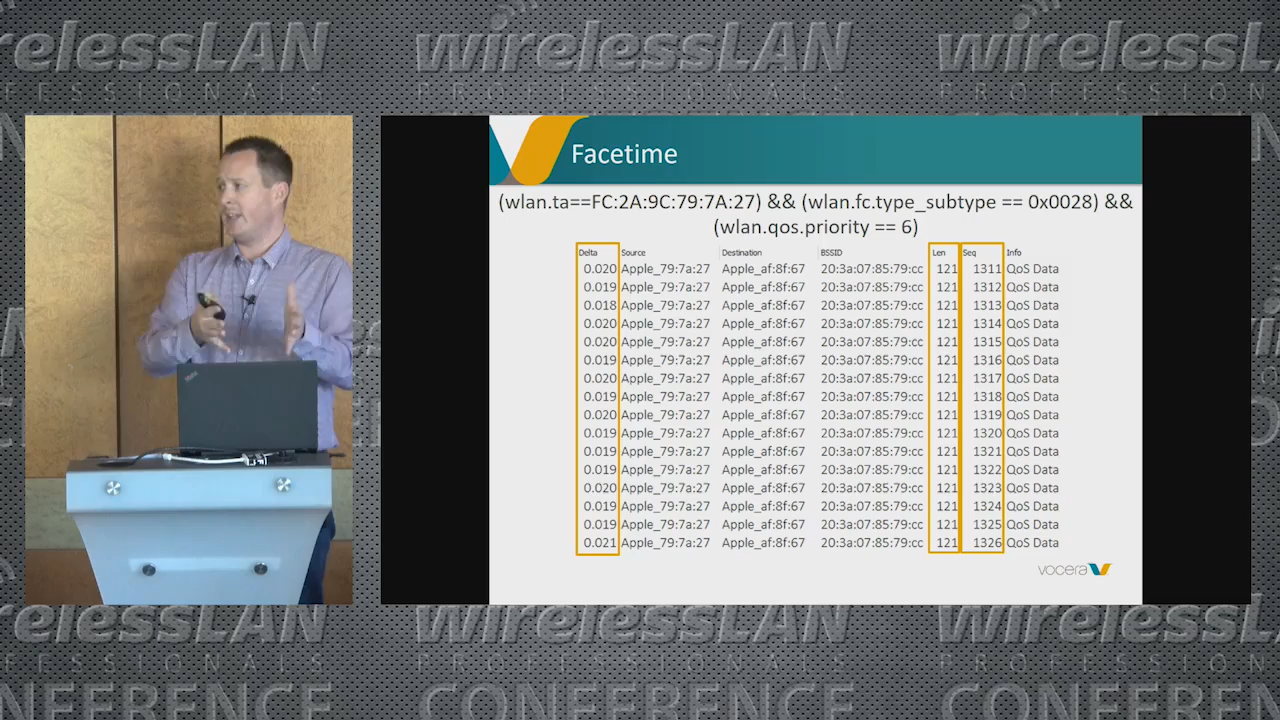 wirelessLAN wirelessLAN wirelessLAN
PROFESSIONALS PROFESSIONALS PROFESSION
Facetime
(wlan.ta==FC:2A:9C:79:7A:27) && (wlan.fc.type_subtype == 0x0028) &&
(wlan.qos.priority == 6)
Delta Source Destination BSSID Len Seq Info
0.020 Apple_79:7a:27 Apple_af:8f:67 20:3a:07:85:79:cc 121 1311 QoS Data
0.019 Apple_79:7a:27 Apple_af:8f:67 20:3a:07:85:79:cc 121 1312 QoS Data
0.018 Apple_79:7a:27 Apple_af:8f:67 20:3a:07:85:79:cc 121 1313 QoS Data
0.020 Apple_79:7a:27 Apple_af:8f:67 20:3a:07:85:79:cc 121 1314 QoS Data
0.020 Apple_79:7a:27 Apple_af:8f:67 20:3a:07:85:79:cc 121 1315 QoS Data
0.019 Apple_79:7a:27 Apple_af:8f:67 20:3a:07:85:79:cc 121 1316 QoS Data
0.020 Apple_79:7a:27 Apple_af:8f:67 20:3a:07:85:79:cc 121 1317 QoS Data
0.019 Apple_79:7a:27 Apple_af:8f:67 20:3a:07:85:79:cc 121 1318 QoS Data
0.020 Apple_79:7a:27 Apple_af:8f:67 20:3a:07:85:79:cc 121 1319 QoS Data
0.019 Apple_79:7a:27 Apple_af:8f:67 20:3a:07:85:79:cc 121 1320 QoS Data
0.019 Apple_79:7a:27 Apple_af:8f:67 20:3a:07:85:79:cc 121 1321 QoS Data
0.019 Apple_79:7a:27 Apple_af:8f:67 20:3a:07:85:79:cc 121 1322 QoS Data
0.020 Apple_79:7a:27 Apple_af:8f:67 20:3a:07:85:79:cc 121 1323 QoS Data
0.019 Apple_79:7a:27 Apple_af:8f:67 20:3a:07:85:79:cc 121 1324 QoS Data
0.019 Apple_79:7a:27 Apple_af:8f:67 20:3a:07:85:79:cc 121 1325 QoS Data
0.021 Apple_79:7a:27 Apple_af:8f:67 20:3a:07:85:79:cc 121 1326 QoS Data
vocera
ThinkPad
wirelessLAN wirelessLAN wirelessLAN
PROFESSIONALS PROFESSIONALS PROFESSION
CONFERENCE CONFERENCE CONFERENCE